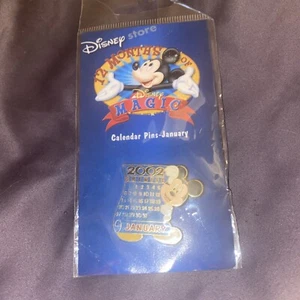 Disney store
12 MONTHS OF
Disney
MAGIC
Calendar Pins-January
2002
JANUARY